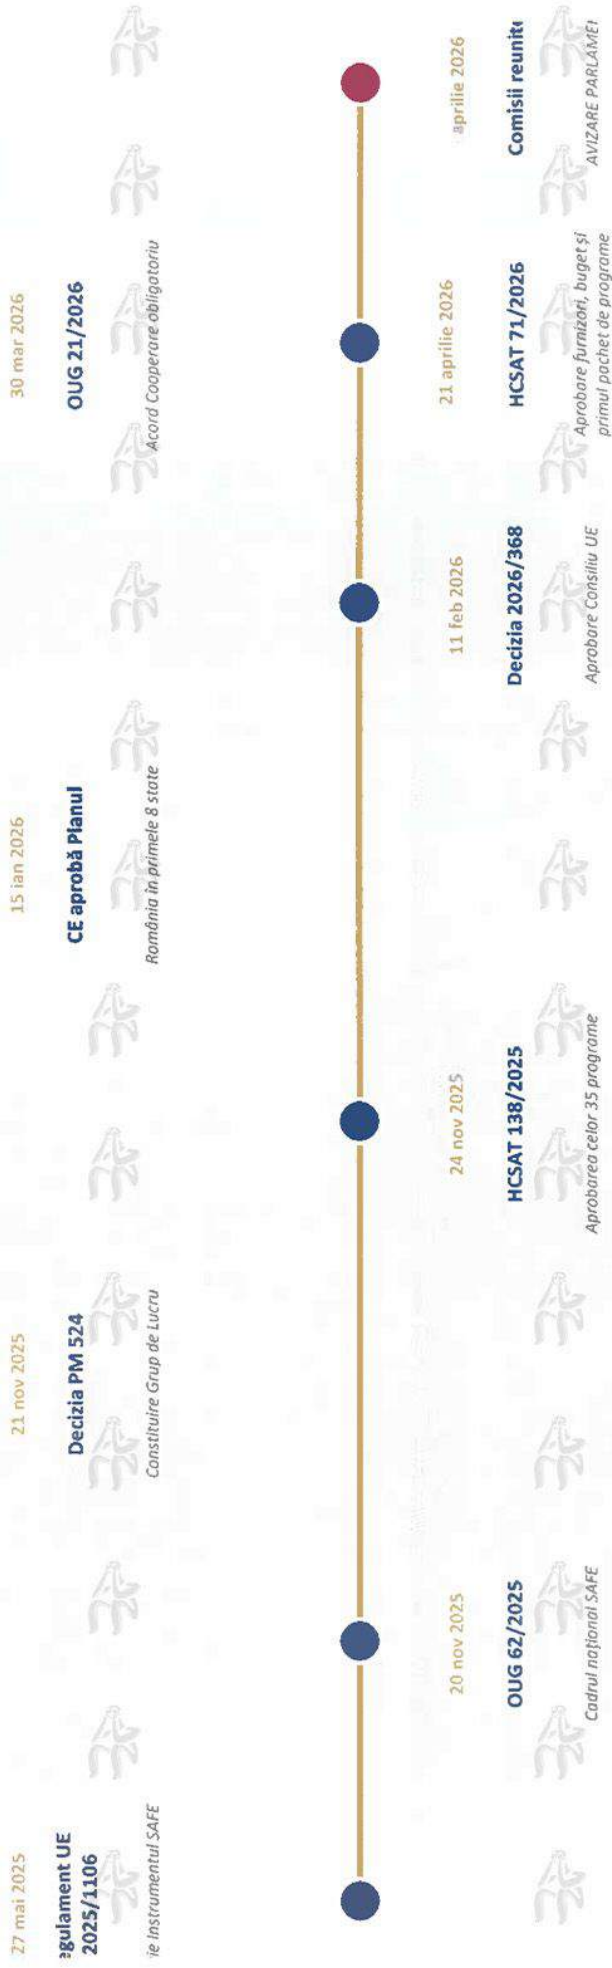 27 mai 2025
egulament UE
2025/1106
ie Instrumentul SAFE
20 nov 2025
OUG 62/2025
Cadrul național SAFE
21 nov 2025
Decizia PM 524
Constituire Grup de Lucru
24 nov 2025
HCSAT 138/2025
Aprobarea celor 35 programe
15 ian 2026
CE aprobă Planul
România în primele 8 state
11 feb 2026
Decizia 2026/368
Aprobare Consiliu UE
30 mar 2026
OUG 21/2026
Acord Cooperare obligatoriu
21 aprilie 2026
HCSAT 71/2026
Aprobare furnizori, buget și
primul pachet de programe
aprilie 2026
Comisii reunite
AVIZARE PARLAME